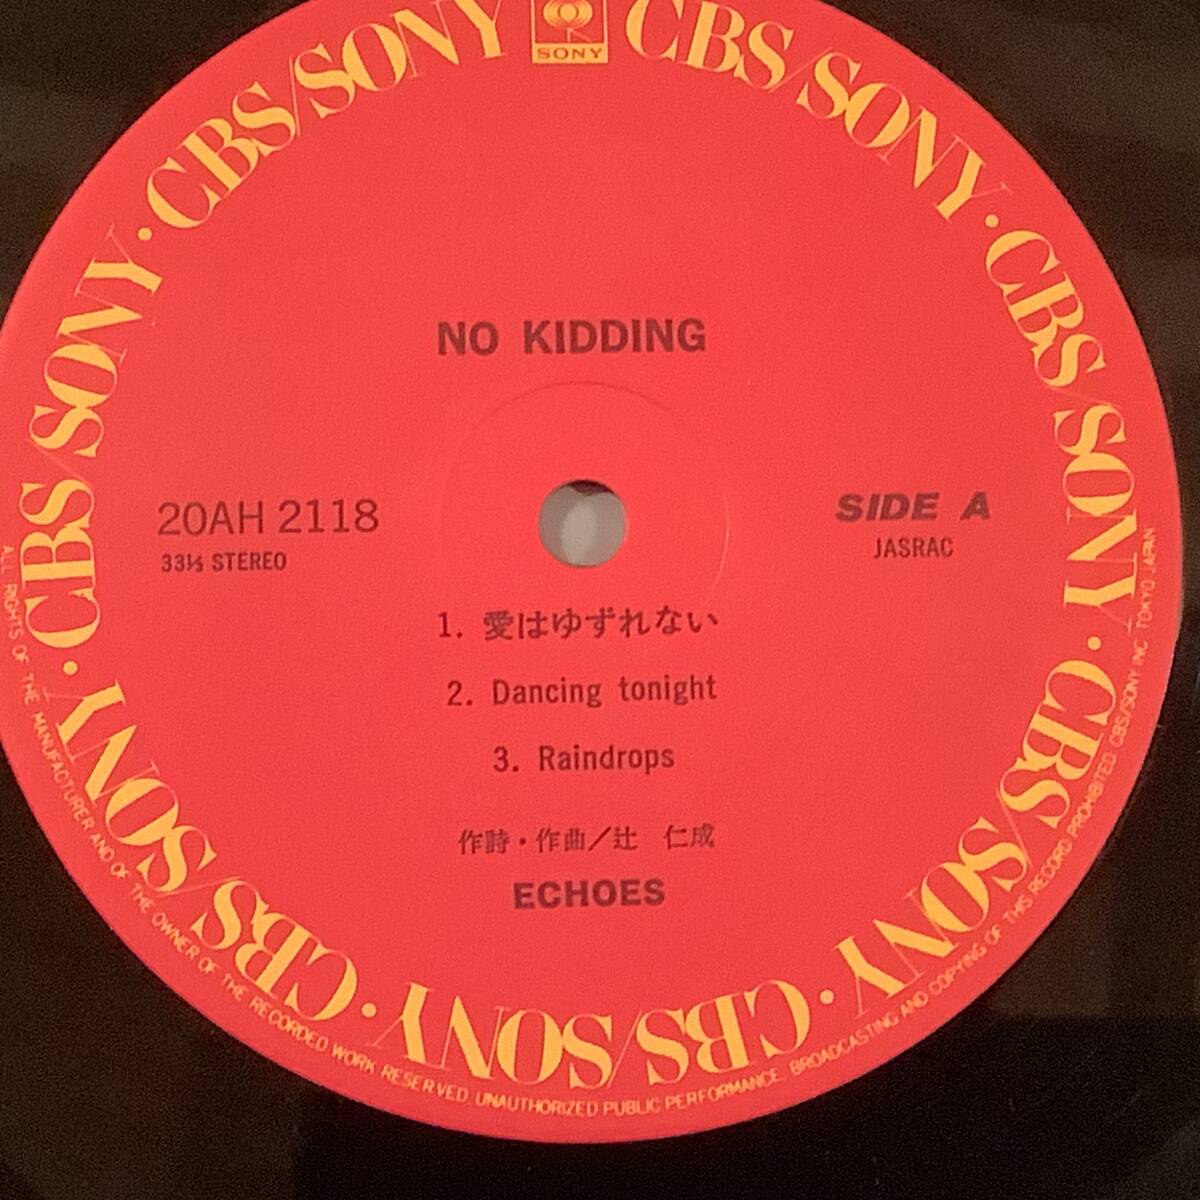 SONY
CBS/SONY · CBS/SONY · CBS/SONY · CBS/SONY · CBS/SONY · CBS/SONY · CBS/SONY · CBS/SONY
NO KIDDING
20AH 2118
33⅓ STEREO
SIDE A
JASRAC
1. 愛はゆずれない
2. Dancing tonight
3. Raindrops
作詩・作曲/辻 仁成
ECHOES
ALL RIGHTS OF THE MANUFACTURER AND OF THE OWNER OF THE RECORDED WORK RESERVED. UNAUTHORIZED PUBLIC PERFORMANCE, BROADCASTING AND COPYING OF THIS RECORD PROHIBITED. CBS/SONY INC. TOKYO JAPAN